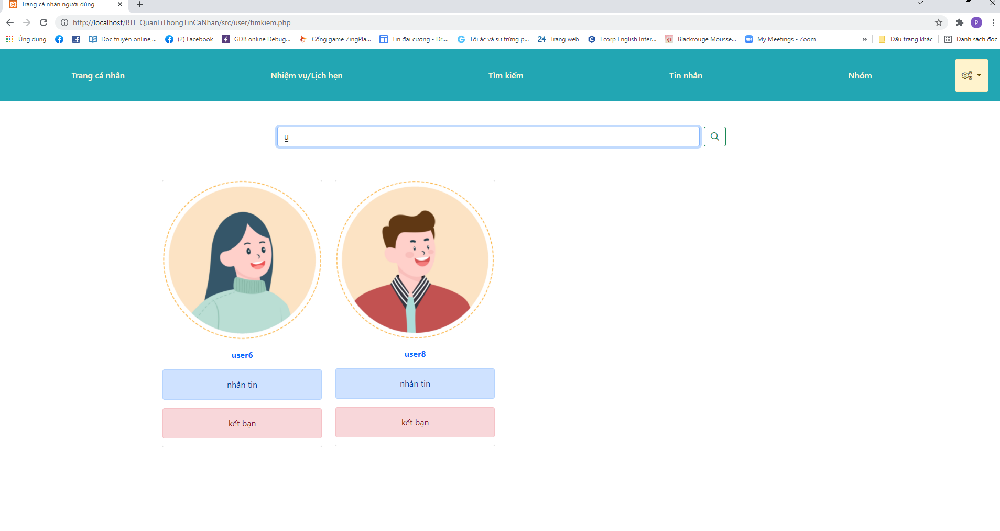 Trang cá nhân người dùng
http://localhost/BTL_QuanLiThongTinCaNhan/src/user/timkiem.php
P
Ứng dụng
Đọc truyện online,...
(2) Facebook
GDB online Debug...
Cổng game ZingPla...
Tin đại cương - Dr....
Tội ác và sự trừng p...
24 Trang web
Ecorp English Inter...
Blackrouge Mousse...
My Meetings - Zoom
»
Dấu trang khác
Danh sách đọc
Trang cá nhân
Nhiệm vụ/Lịch hẹn
Tìm kiếm
Tin nhắn
Nhóm
u
user6
nhắn tin
kết bạn
user8
nhắn tin
kết bạn